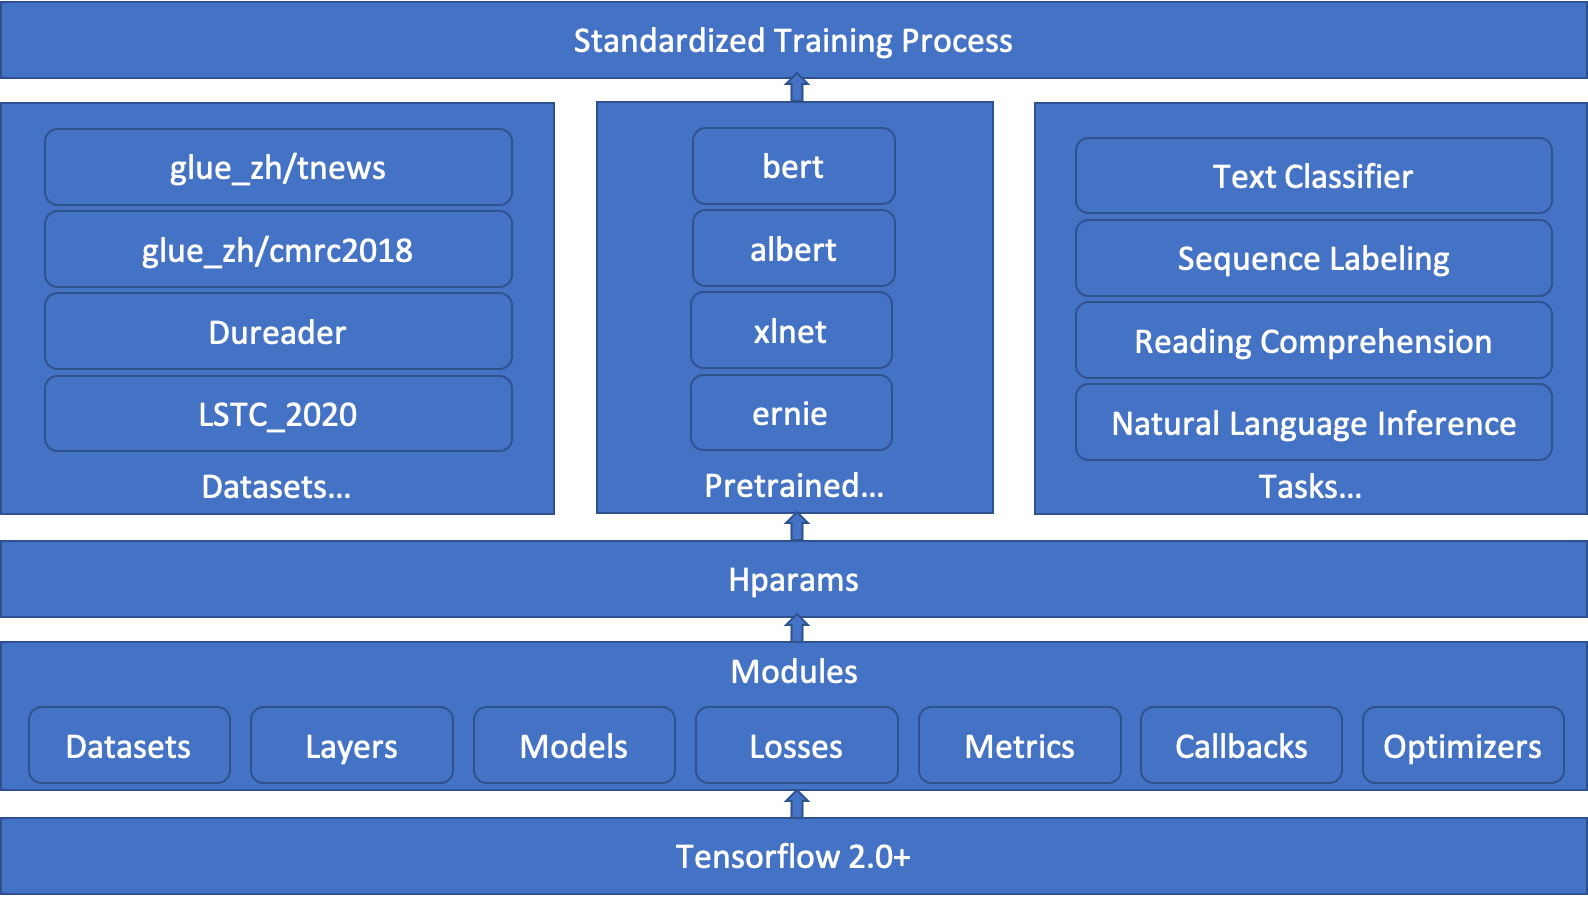 Standardized Training Process
glue_zh/tnews
glue_zh/cmrc2018
Dureader
LSTC_2020
Datasets...
bert
albert
xlnet
ernie
Pretrained...
Text Classifier
Sequence Labeling
Reading Comprehension
Natural Language Inference
Tasks...
Hparams
Modules
Datasets
Layers
Models
Losses
Metrics
Callbacks
Optimizers
Tensorflow 2.0+